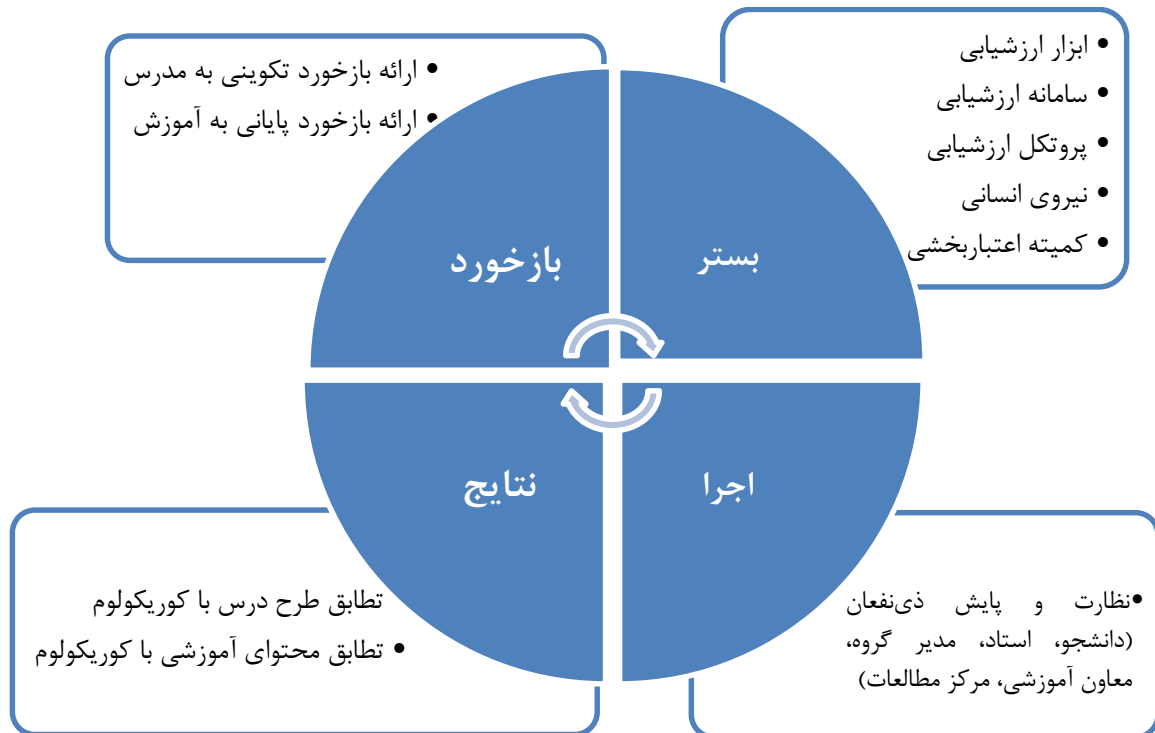 • ابزار ارزشیابی
• سامانه ارزشیابی
• پروتکل ارزشیابی
• نیروی انسانی
• کمیته اعتباربخشی
• ارائه بازخورد تکوینی به مدرس
• ارائه بازخورد پایانی به آموزش
بستر
بازخورد
اجرا
نتایج
•نظارت و پایش ذی‌نفعان
(دانشجو، استاد، مدیر گروه،
معاون آموزشی، مرکز مطالعات)
تطابق طرح درس با کوریکولوم
• تطابق محتوای آموزشی با کوریکولوم